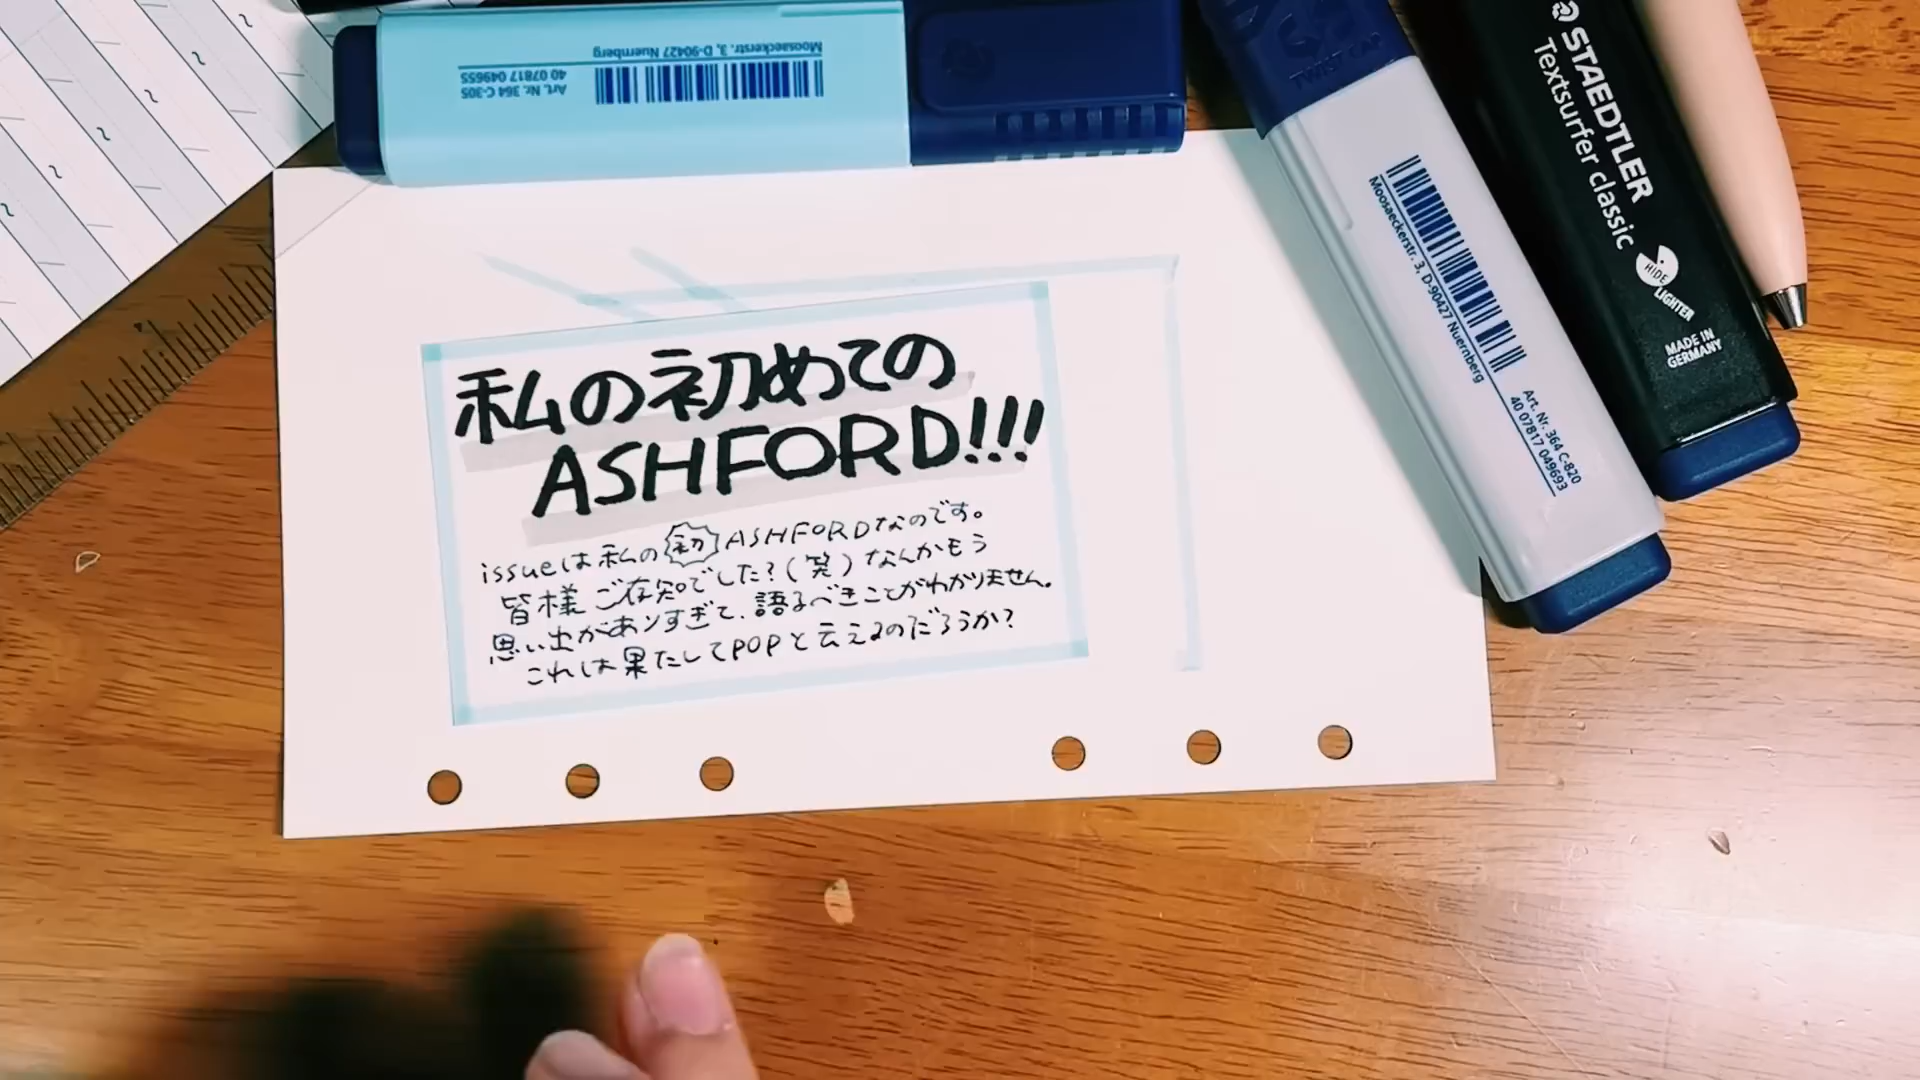 Moosaeckerstr. 3, D-90427 Nuernberg
Art. Nr. 364 C-305
40 07817 049655
TWIST CAP
Moosaeckerstr. 3, D-90427 Nuernberg
Art. Nr. 364 C-820
40 07817 049693
STAEDTLER
Textsurfer classic
HIDE
LIGHTER
MADE IN
GERMANY
私の初めての
ASHFORD!!!
issueは私の初ASHFORDなのです。
皆様ご存知でした?(笑)なんかもう
思い出がありすぎて、語るべきことがわかりません。
これは果たしてPOPと云えるのだろうか?